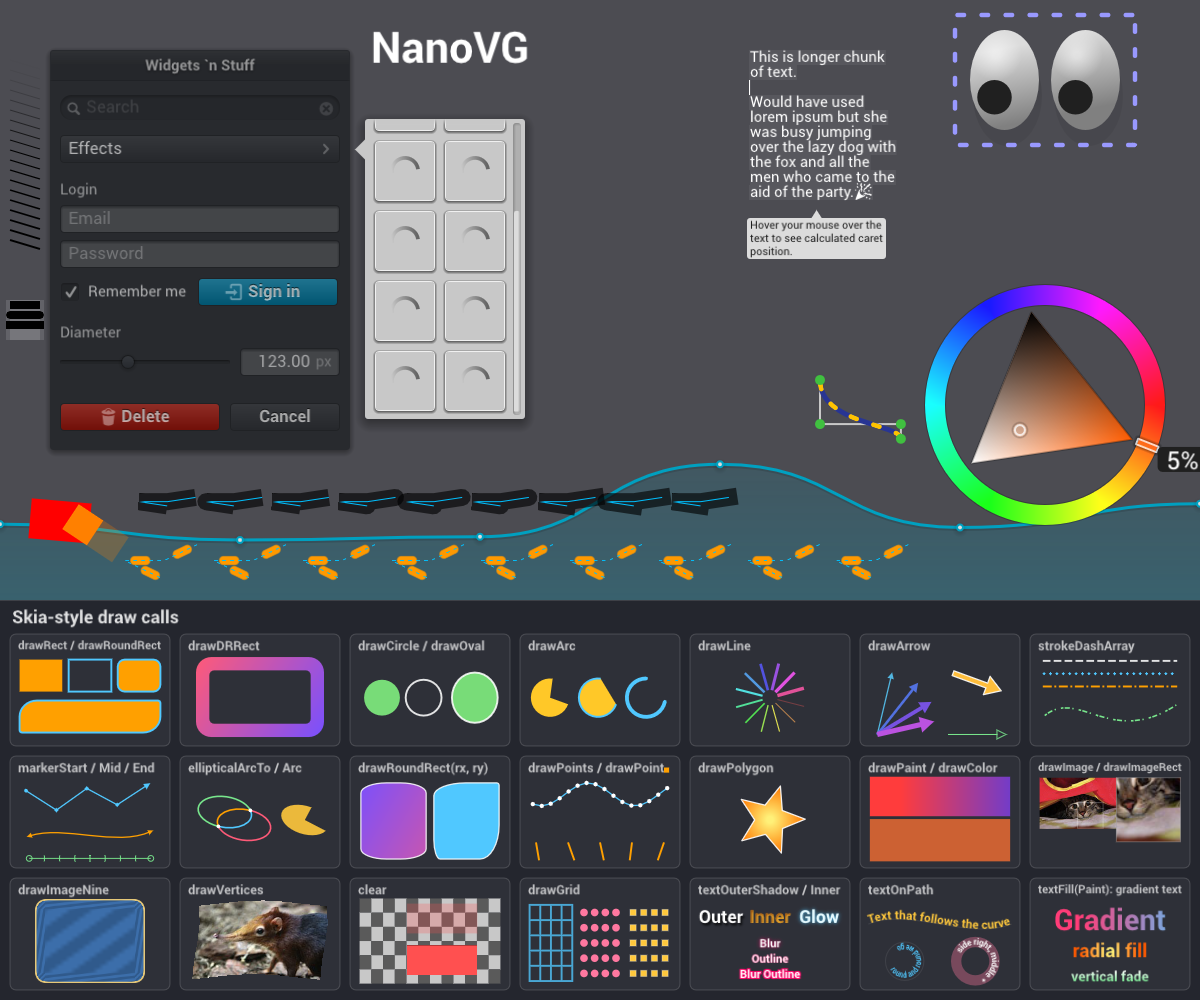 NanoVG
Widgets `n Stuff
Search
Effects
Login
Email
Password
Remember me
Sign in
Diameter
123.00 px
Delete
Cancel
This is longer chunk
of text.
Would have used
lorem ipsum but she
was busy jumping
over the lazy dog with
the fox and all the
men who came to the
aid of the party.🎉
Hover your mouse over the
text to see calculated caret
position.
5%
Skia-style draw calls
drawRect / drawRoundRect
drawDRRect
drawCircle / drawOval
drawArc
drawLine
drawArrow
strokeDashArray
markerStart / Mid / End
ellipticalArcTo / Arc
drawRoundRect(rx, ry)
drawPoints / drawPoint
drawPolygon
drawPaint / drawColor
drawImage / drawImageRect
drawImageNine
drawVertices
clear
drawGrid
textOuterShadow / Inner
Outer Inner Glow
Blur
Outline
Blur Outline
textOnPath
Text that follows the curve
side right, middle
textFill(Paint): gradient text
Gradient
radial fill
vertical fade